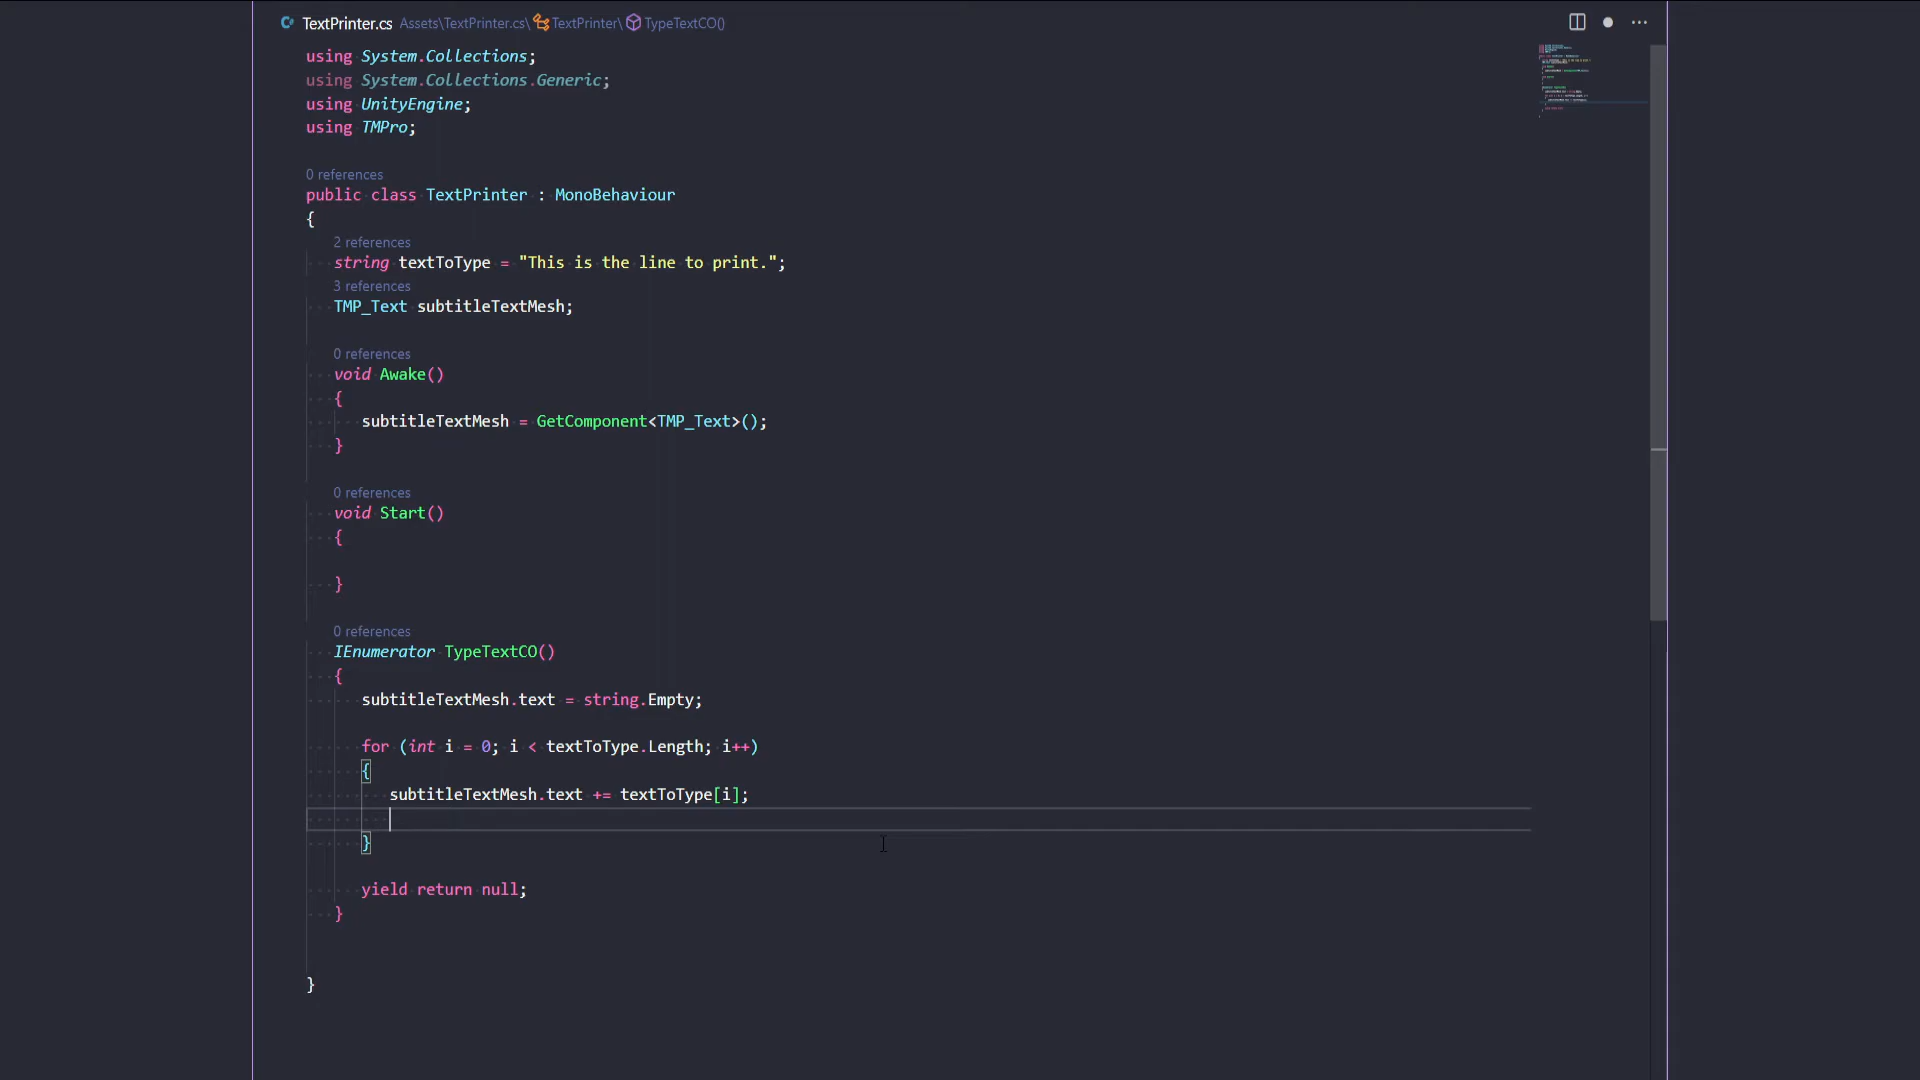 TextPrinter.cs Assets\TextPrinter.cs\ TextPrinter\ TypeTextCO()
using System.Collections;
using System.Collections.Generic;
using UnityEngine;
using TMPro;
0 references
public class TextPrinter : MonoBehaviour
{
2 references
string textToType = "This is the line to print.";
3 references
TMP_Text subtitleTextMesh;
0 references
void Awake()
{
subtitleTextMesh = GetComponent<TMP_Text>();
}
0 references
void Start()
{
}
0 references
IEnumerator TypeTextCO()
{
subtitleTextMesh.text = string.Empty;
for (int i = 0; i < textToType.Length; i++)
{
subtitleTextMesh.text += textToType[i];
}
yield return null;
}
}